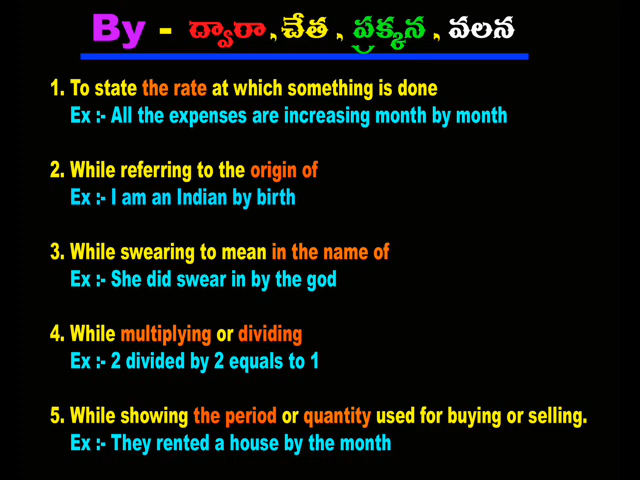 By - ద్వారా, చేత, ప్రక్కన, వలన
1. To state the rate at which something is done
Ex :- All the expenses are increasing month by month
2. While referring to the origin of
Ex :- I am an Indian by birth
3. While swearing to mean in the name of
Ex :- She did swear in by the god
4. While multiplying or dividing
Ex :- 2 divided by 2 equals to 1
5. While showing the period or quantity used for buying or selling.
Ex :- They rented a house by the month